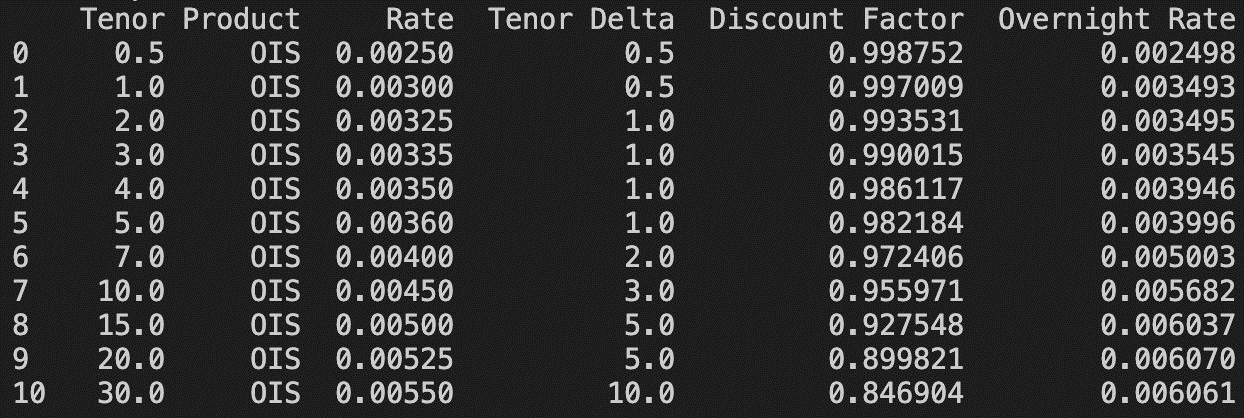 Tenor Product Rate Tenor Delta Discount Factor Overnight Rate
0 0.5 OIS 0.00250 0.5 0.998752 0.002498
1 1.0 OIS 0.00300 0.5 0.997009 0.003493
2 2.0 OIS 0.00325 1.0 0.993531 0.003495
3 3.0 OIS 0.00335 1.0 0.990015 0.003545
4 4.0 OIS 0.00350 1.0 0.986117 0.003946
5 5.0 OIS 0.00360 1.0 0.982184 0.003996
6 7.0 OIS 0.00400 2.0 0.972406 0.005003
7 10.0 OIS 0.00450 3.0 0.955971 0.005682
8 15.0 OIS 0.00500 5.0 0.927548 0.006037
9 20.0 OIS 0.00525 5.0 0.899821 0.006070
10 30.0 OIS 0.00550 10.0 0.846904 0.006061